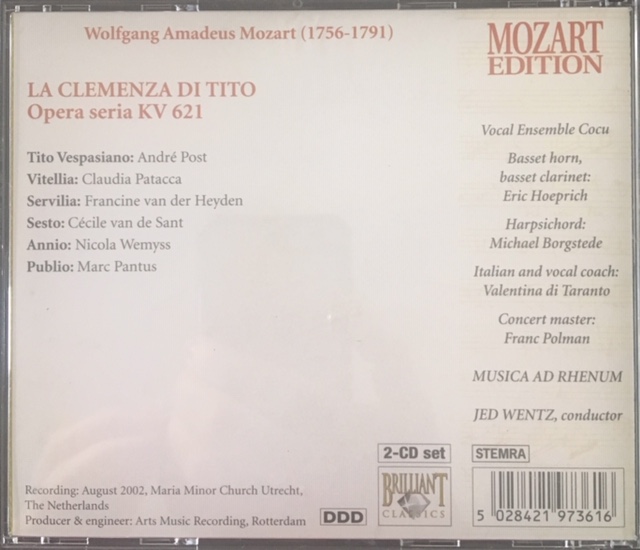 Wolfgang Amadeus Mozart (1756-1791)
MOZART
EDITION
LA CLEMENZA DI TITO
Opera seria KV 621
Tito Vespasiano: André Post
Vitellia: Claudia Patacca
Servilia: Francine van der Heyden
Sesto: Cécile van de Sant
Annio: Nicola Wemyss
Publio: Marc Pantus
Vocal Ensemble Cocu
Basset horn,
basset clarinet:
Eric Hoeprich
Harpsichord:
Michael Borgstede
Italian and vocal coach:
Valentina di Taranto
Concert master:
Franc Polman
MUSICA AD RHENUM
JED WENTZ, conductor
Recording: August 2002, Maria Minor Church Utrecht,
The Netherlands
Producer & engineer: Arts Music Recording, Rotterdam
DDD
2-CD set
BRILLIANT
CLASSICS
STEMRA
5 028421 973616